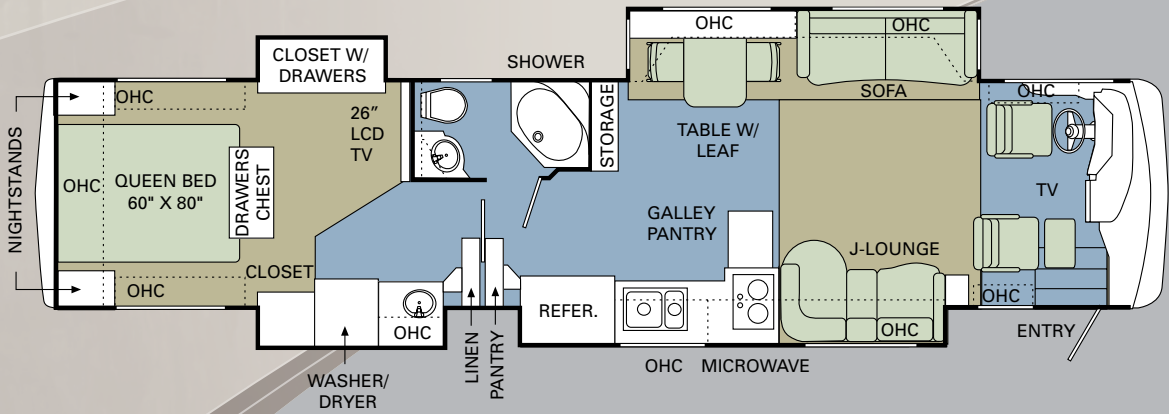 NIGHTSTANDS
OHC
OHC
OHC
QUEEN BED
60" X 80"
DRAWERS
CHEST
CLOSET W/
DRAWERS
26”
LCD
TV
CLOSET
WASHER/
DRYER
OHC
LINEN
PANTRY
SHOWER
STORAGE
REFER.
OHC
MICROWAVE
GALLEY
PANTRY
TABLE W/
LEAF
OHC
OHC
SOFA
J-LOUNGE
OHC
OHC
TV
OHC
ENTRY